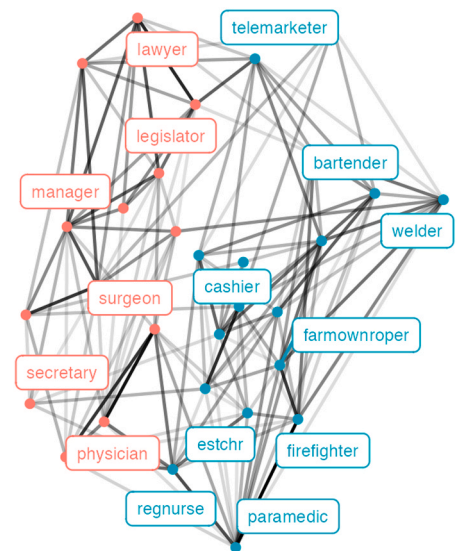 telemarketer
lawyer
legislator
bartender
manager
welder
cashier
surgeon
farmownroper
secretary
estchr
firefighter
physician
regnurse
paramedic